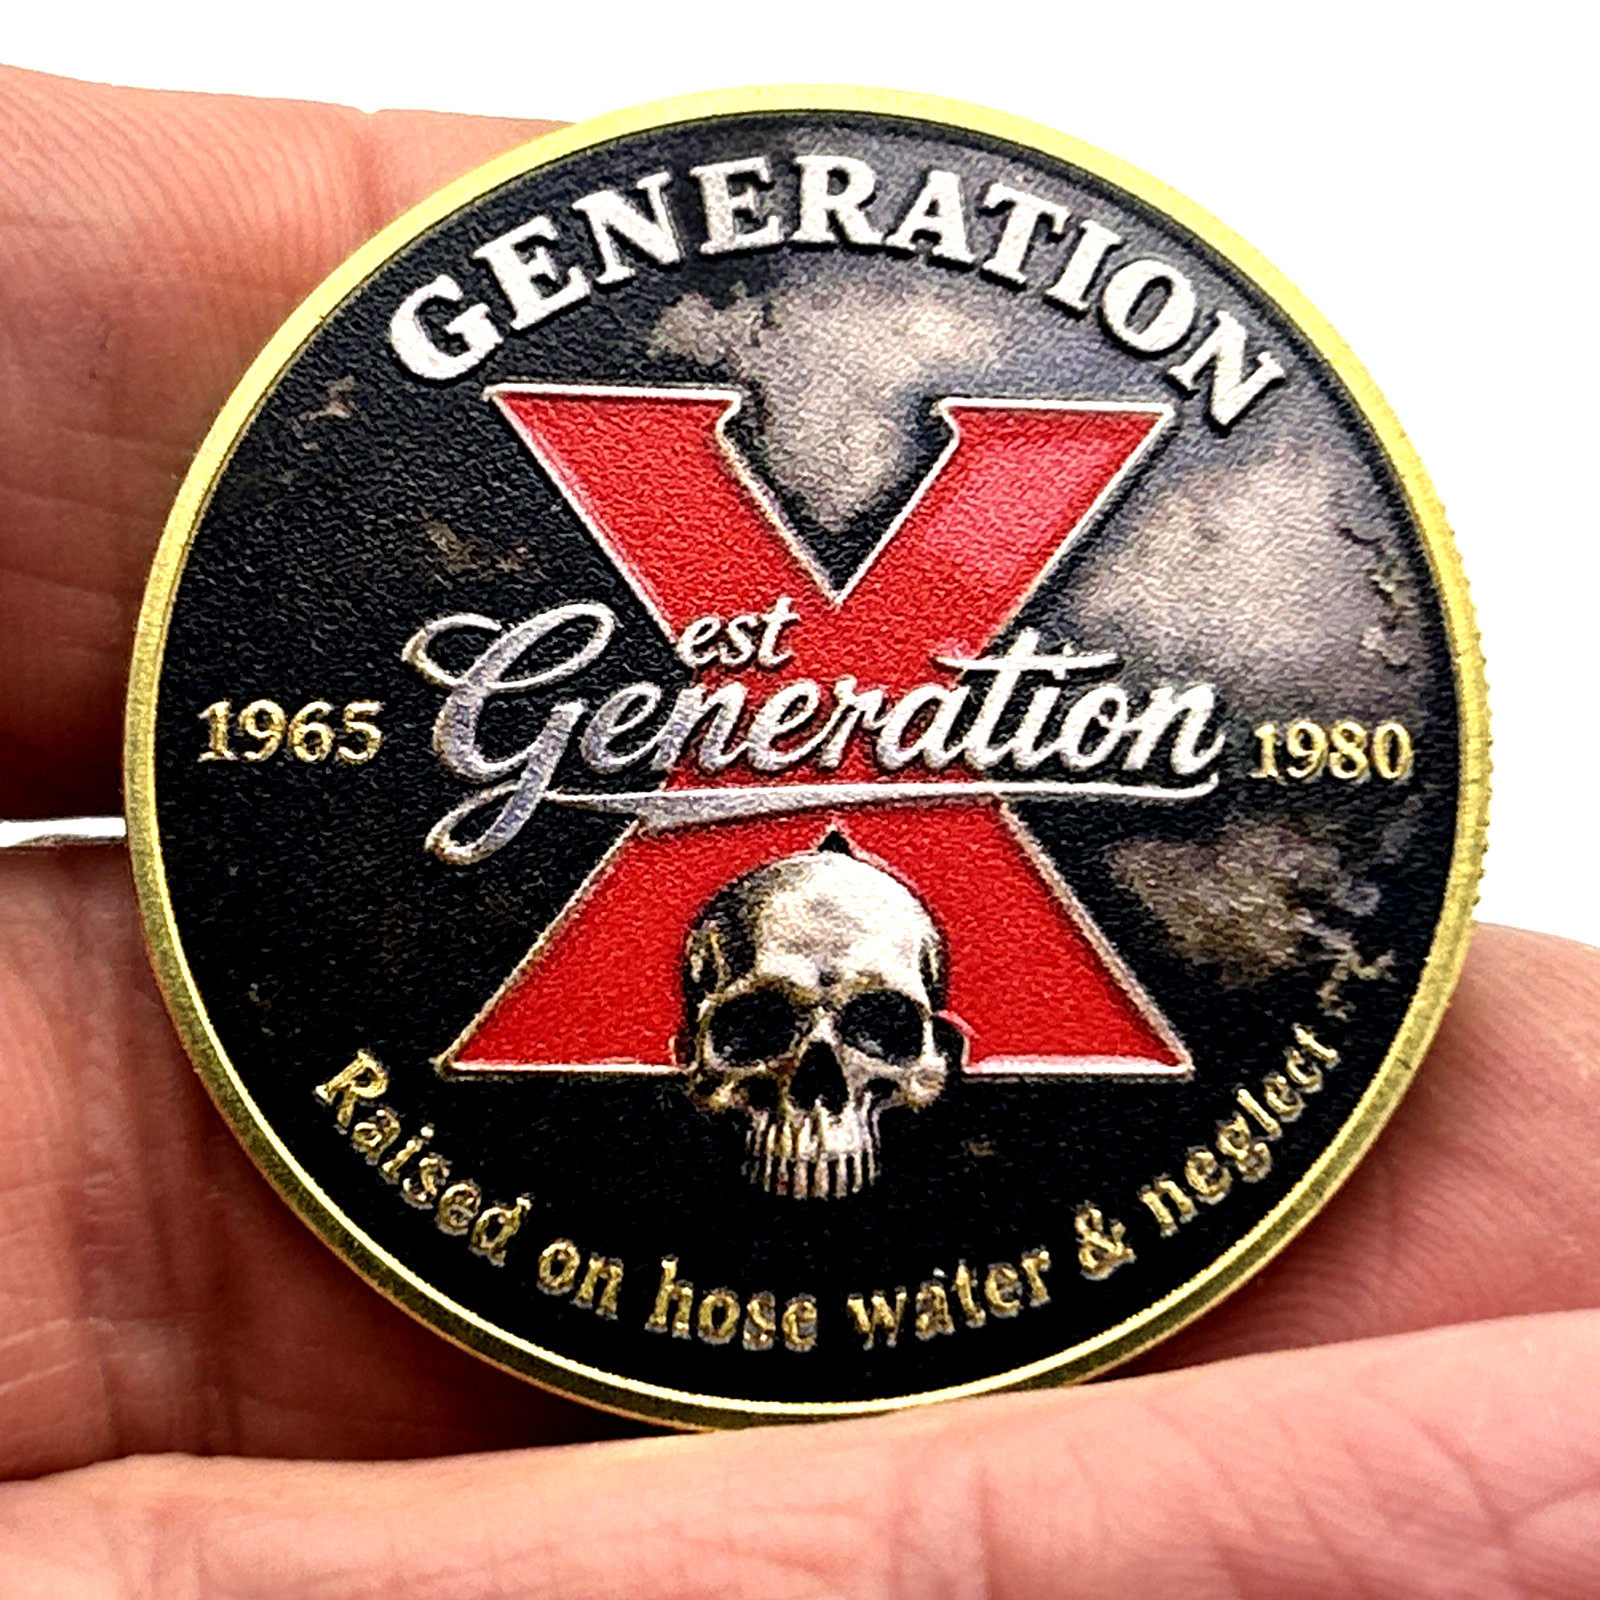 GENERATION
X
est
Generation
1965
1980
Raised on hose water & neglect